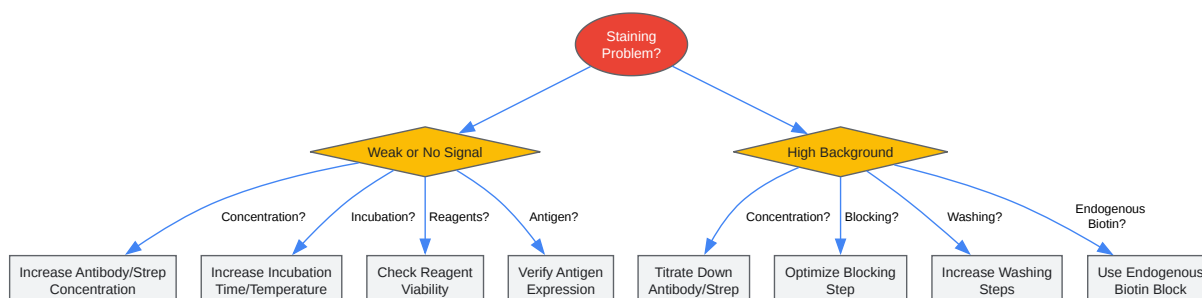 Staining
Problem?
Weak or No Signal
High Background
Concentration?
Incubation?
Reagents?
Antigen?
Concentration?
Blocking?
Washing?
Endogenous
Biotin?
Increase Antibody/Strep
Concentration
Increase Incubation
Time/Temperature
Check Reagent
Viability
Verify Antigen
Expression
Titrate Down
Antibody/Strep
Optimize Blocking
Step
Increase Washing
Steps
Use Endogenous
Biotin Block